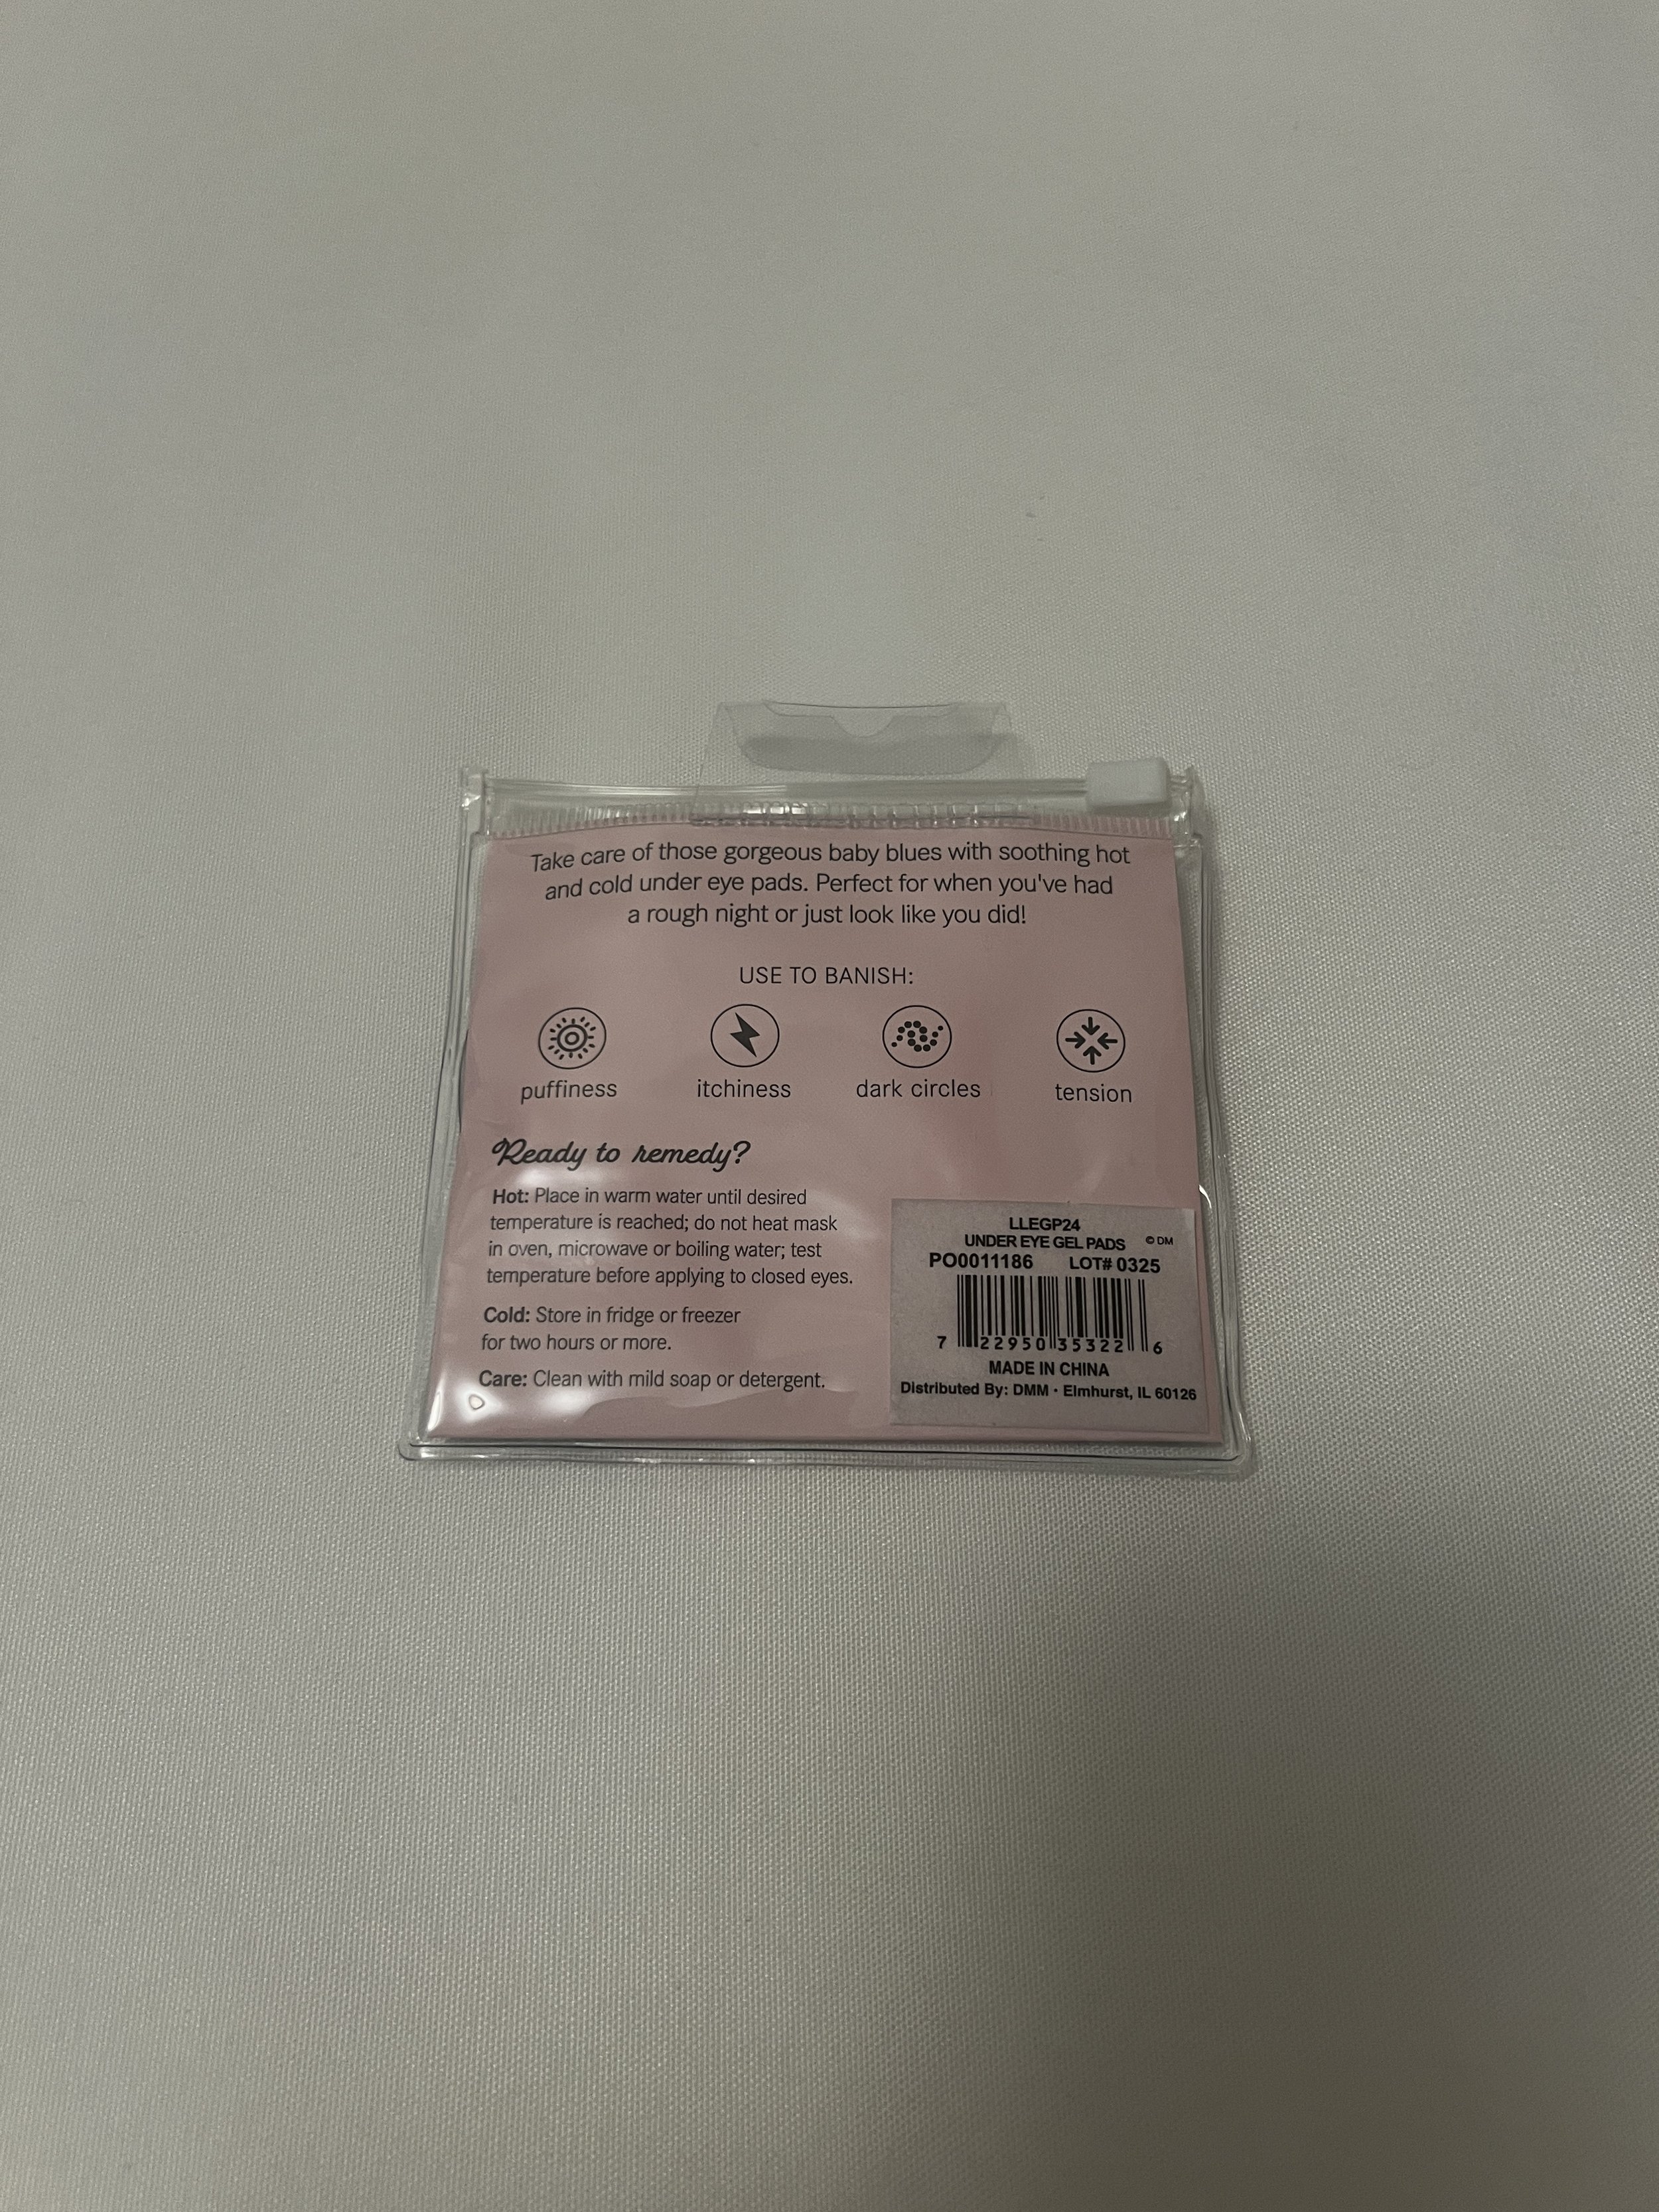 Take care of those gorgeous baby blues with soothing hot
and cold under eye pads. Perfect for when you've had
a rough night or just look like you did!
USE TO BANISH:
puffiness itchiness dark circles tension
Ready to remedy?
Hot: Place in warm water until desired
temperature is reached; do not heat mask
in oven, microwave or boiling water; test
temperature before applying to closed eyes.
Cold: Store in fridge or freezer
for two hours or more.
Care: Clean with mild soap or detergent.
LLEGP24
UNDER EYE GEL PADS © DM
PO0011186 LOT# 0325
7 22950 35322 6
MADE IN CHINA
Distributed By: DMM · Elmhurst, IL 60126